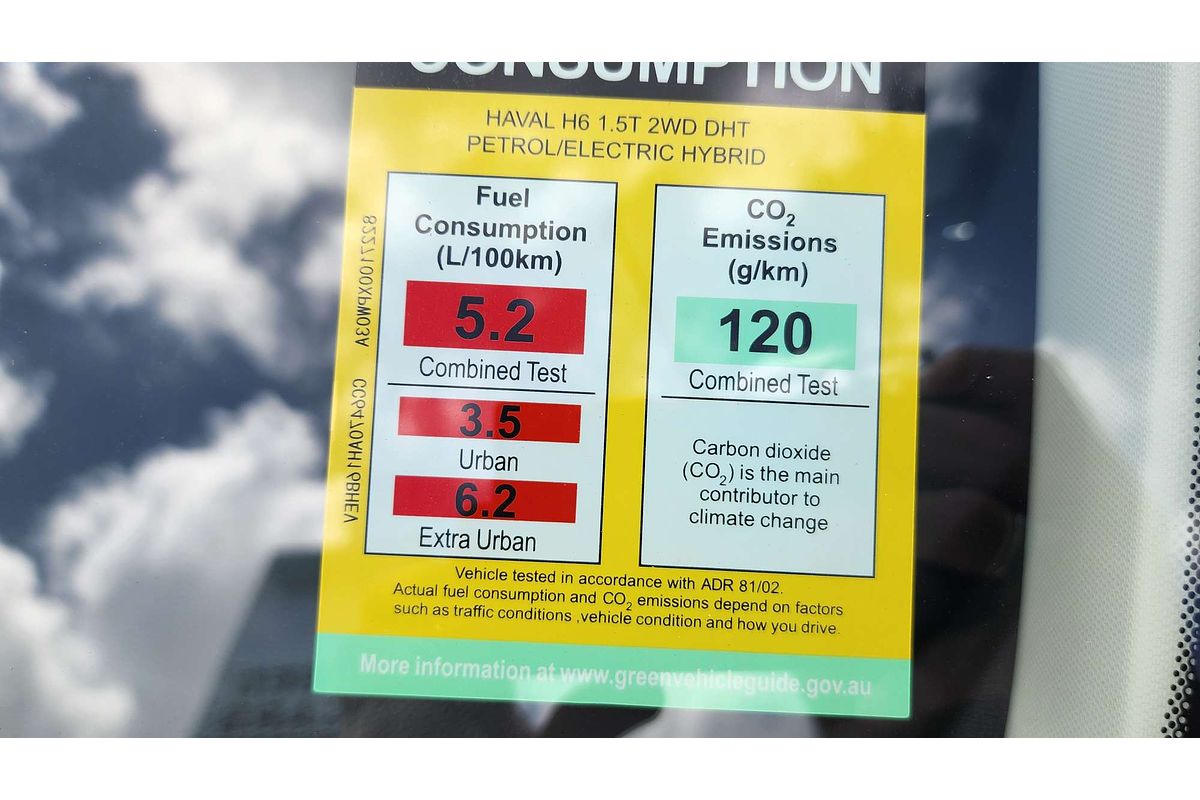 CONSUMPTION
HAVAL H6 1.5T 2WD DHT
PETROL/ELECTRIC HYBRID
Fuel
Consumption
(L/100km)
5.2
Combined Test
3.5
Urban
6.2
Extra Urban
CO₂
Emissions
(g/km)
120
Combined Test
Carbon dioxide
(CO₂) is the main
contributor to
climate change
8227100XPW03A CC6470AH16BHEV
Vehicle tested in accordance with ADR 81/02.
Actual fuel consumption and CO₂ emissions depend on factors
such as traffic conditions ,vehicle condition and how you drive.
More information at www.greenvehicleguide.gov.au